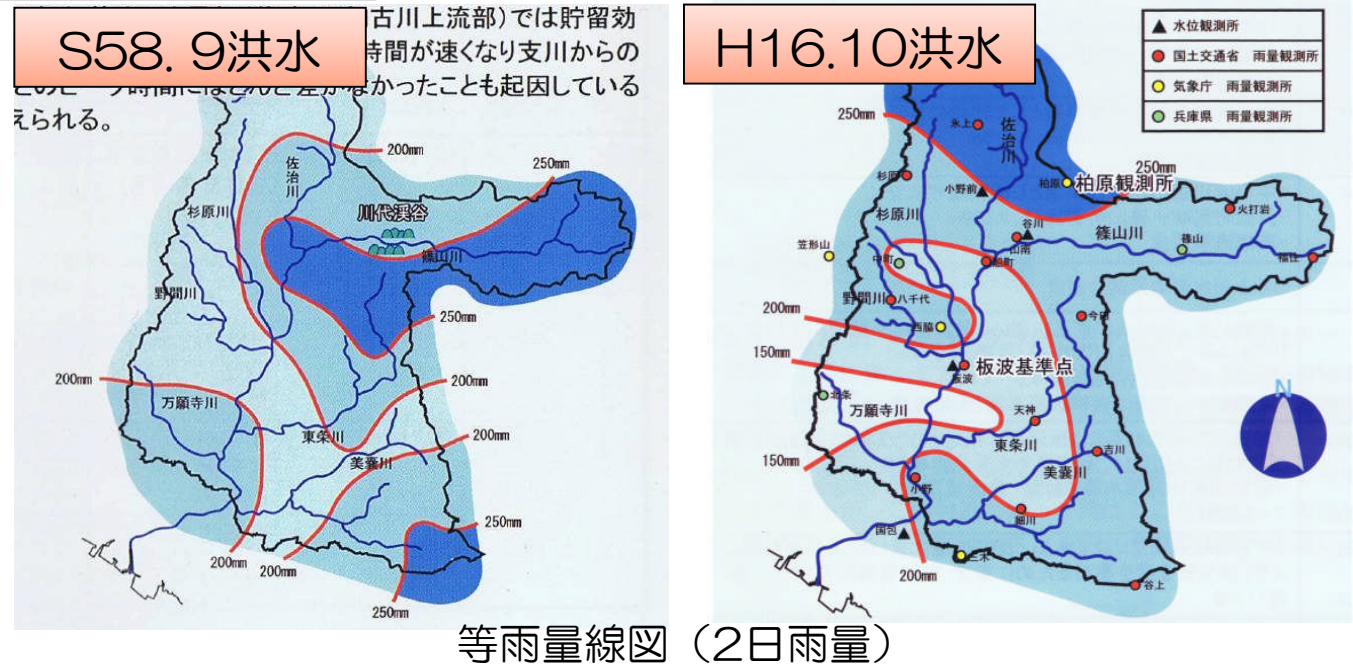 古川上流部)では貯留効
S58.9洪水
時間が速くなり支川からの
かったことも起因している
えられる。
200mm
佐治川
250mm
杉原川
川代渓谷
篠山川
野間川
250mm
200mm
200mm
万願寺川
東条川
200mm
美嚢川
250mm
200mm
200mm
250mm
H16.10洪水
水位観測所
国土交通省 雨量観測所
気象庁 雨量観測所
兵庫県 雨量観測所
250mm
氷上
佐治川
250mm
杉原
小野前
柏原
柏原観測所
杉原川
谷川
火打岩
山南
篠山川
篠山
笠形山
中町
福住
野間川
八千代
200mm
西脇
今田
150mm
板波
板波基準点
N
北条
万願寺川
天神
東条川
150mm
吉川
美嚢川
小野
細川
国包
三木
200mm
谷上
等雨量線図(2日雨量)